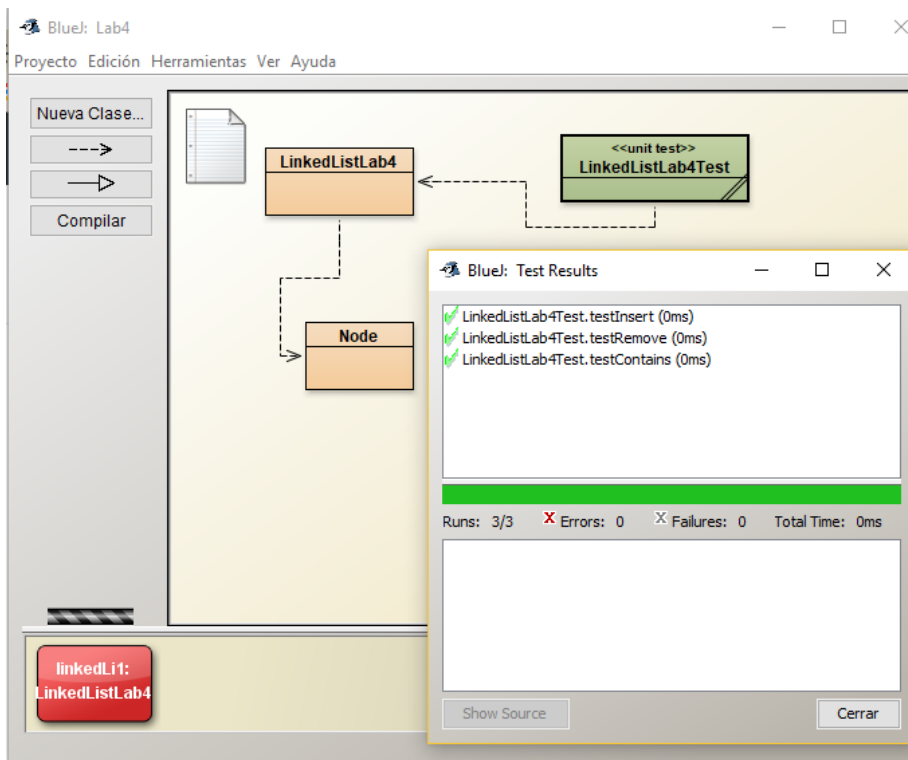 BlueJ: Lab4
Proyecto Edición Herramientas Ver Ayuda
Nueva Clase...
Compilar
LinkedListLab4
<<unit test>>
LinkedListLab4Test
Node
BlueJ: Test Results
LinkedListLab4Test.testInsert (0ms)
LinkedListLab4Test.testRemove (0ms)
LinkedListLab4Test.testContains (0ms)
Runs: 3/3 X Errors: 0 X Failures: 0 Total Time: 0ms
linkedLi1:
LinkedListLab4
Show Source Cerrar